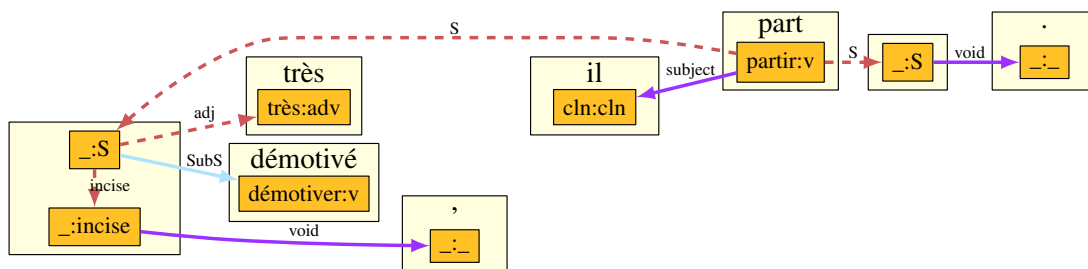 part
partir:v
S
S
_:S
void
.
_:_
il
cln:cln
subject
très
très:adv
adj
_:S
SubS
démotivé
démotiver:v
incise
_:incise
void
,
_:_